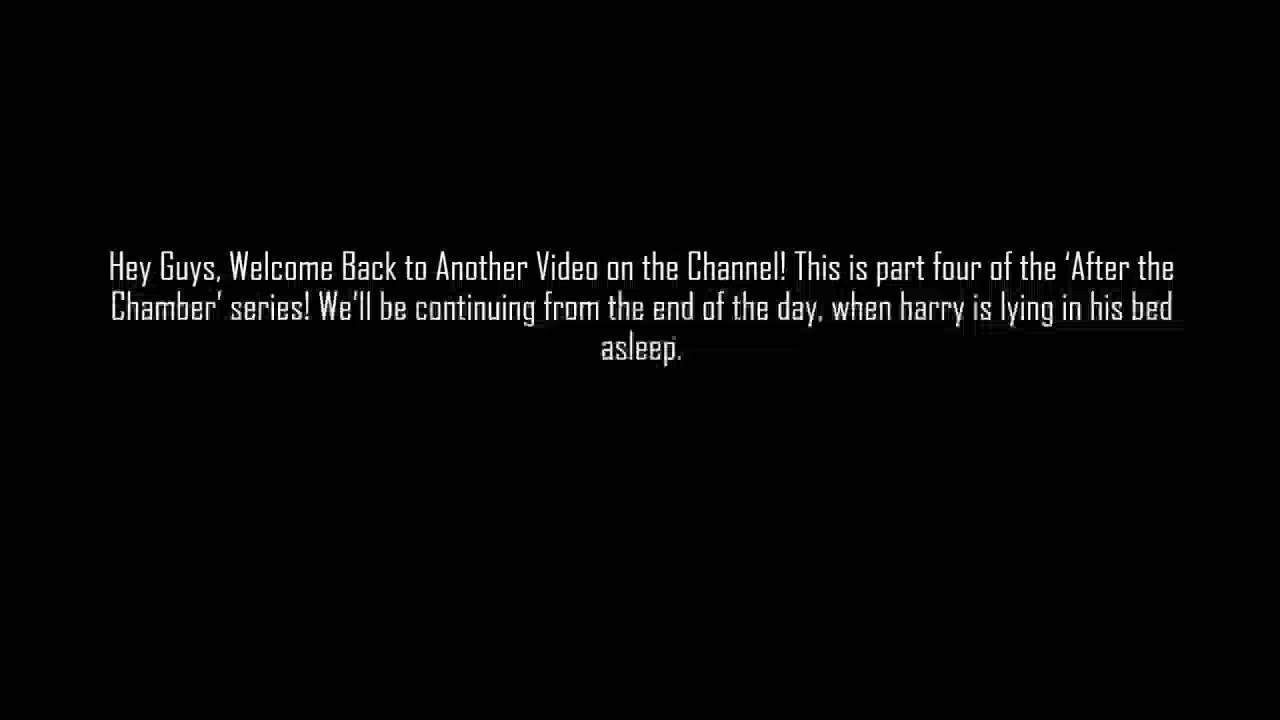 Hey Guys, Welcome Back to Another Video on the Channel! This is part four of the ‘After the
Chamber’ series! We’ll be continuing from the end of the day, when harry is lying in his bed
asleep.